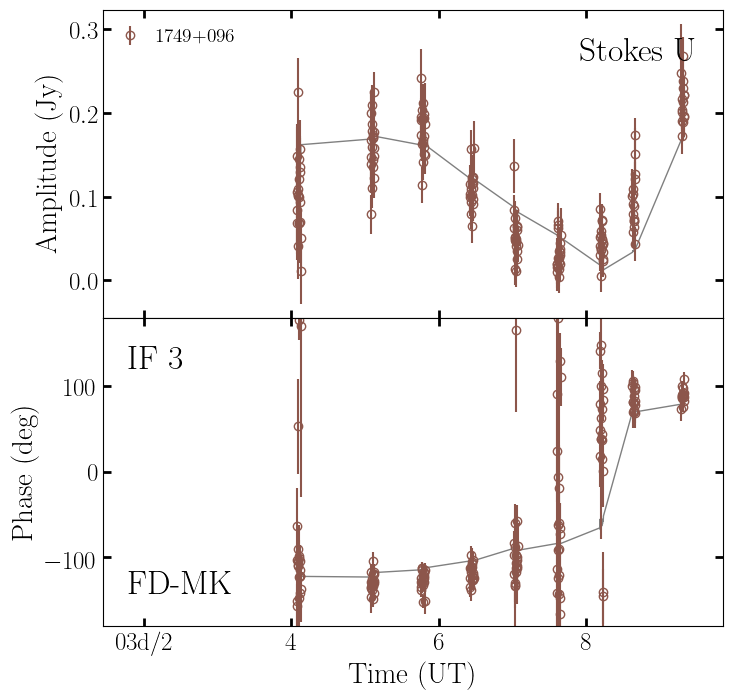 1749+096
Stokes U
0.3
0.2
0.1
0.0
Amplitude (Jy)
IF 3
100
0
−100
Phase (deg)
FD-MK
03d/2
4
6
8
Time (UT)